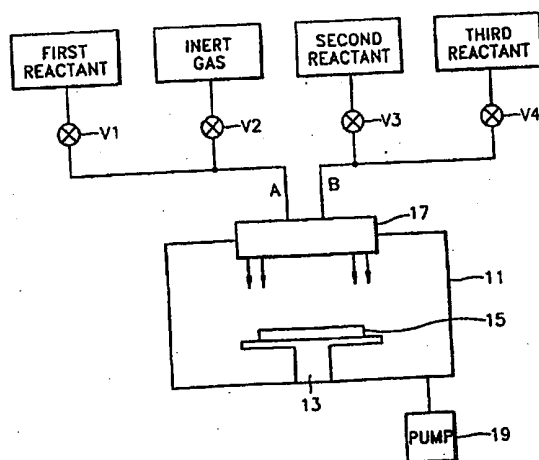 FIRST
REACTANT
INERT
GAS
SECOND
REACTANT
THIRD
REACTANT
V1
V2
V3
V4
A
B
17
11
15
13
PUMP
19